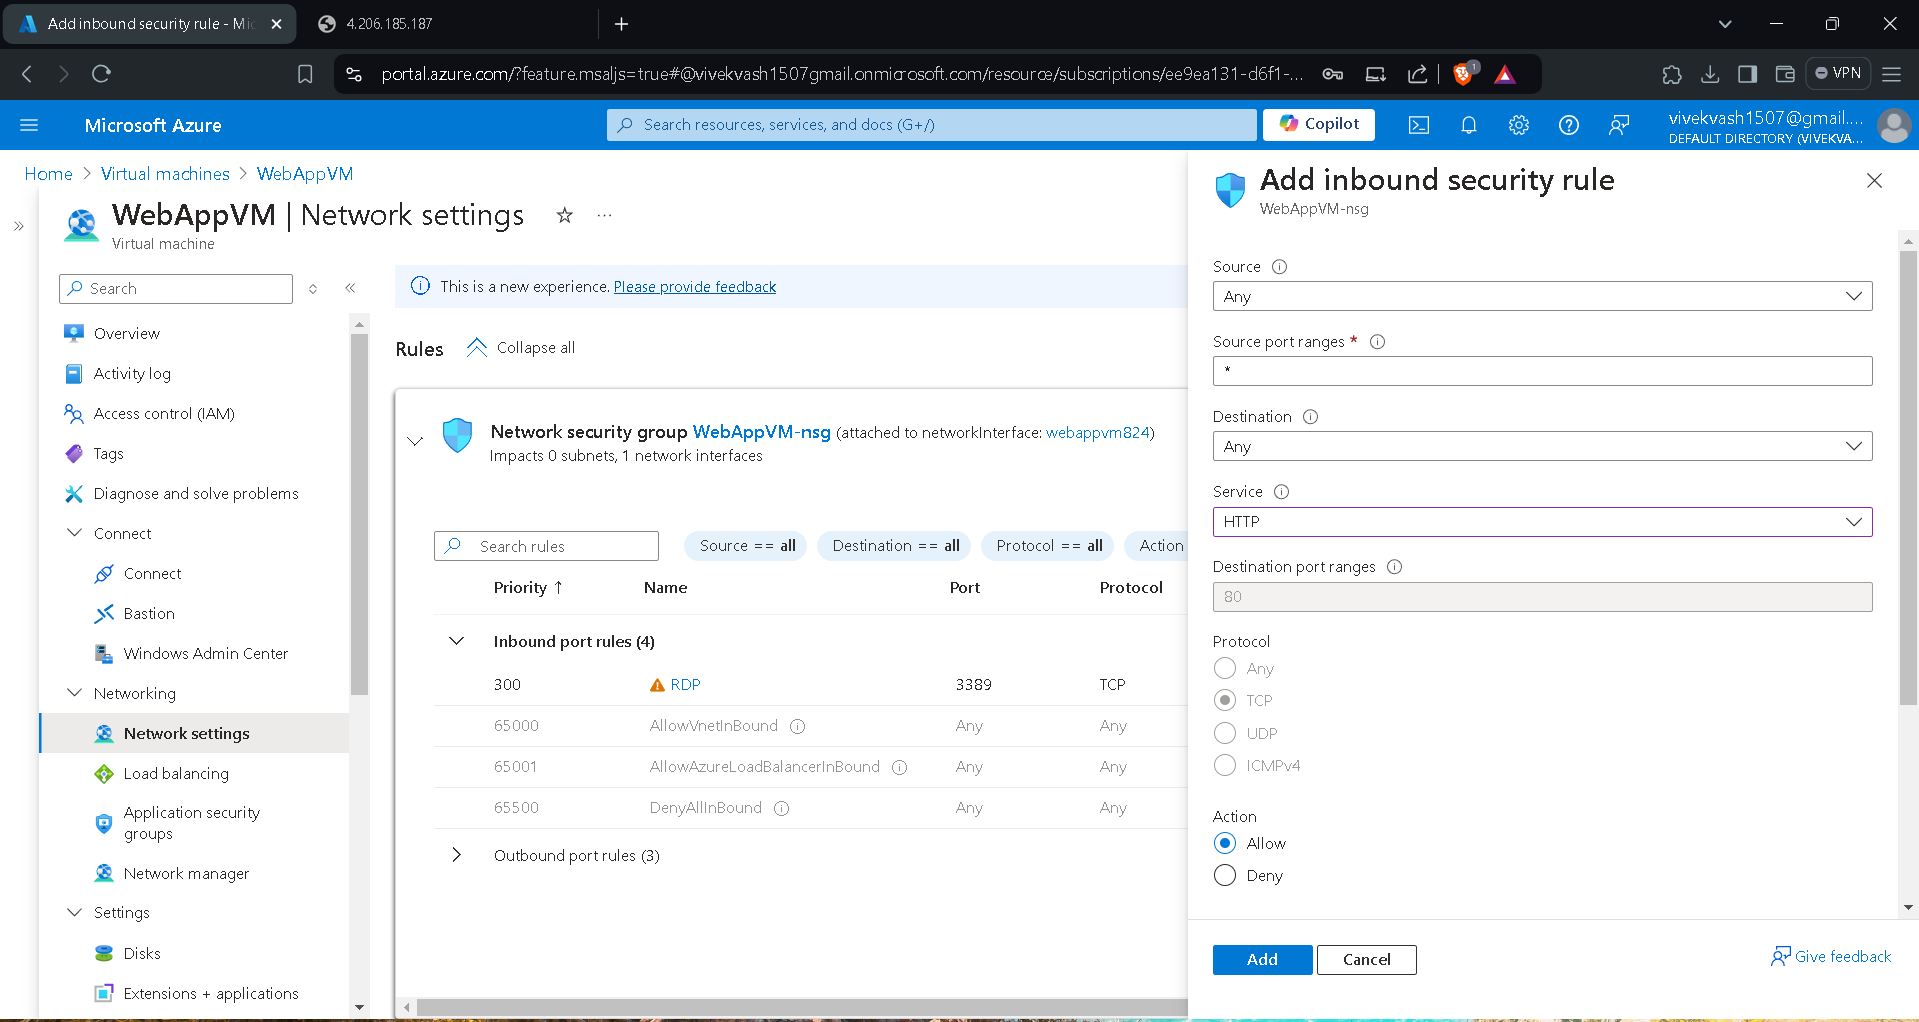 Add inbound security rule - Mic
4.206.185.187
portal.azure.com/?feature.msaljs=true#@vivekvash1507gmail.onmicrosoft.com/resource/subscriptions/ee9ea131-d6f1-...
1
VPN
Microsoft Azure
Search resources, services, and docs (G+/)
Copilot
vivekvash1507@gmail....
DEFAULT DIRECTORY (VIVEKVA...
Home > Virtual machines > WebAppVM
WebAppVM | Network settings
Virtual machine
Search
Overview
Activity log
Access control (IAM)
Tags
Diagnose and solve problems
Connect
Connect
Bastion
Windows Admin Center
Networking
Network settings
Load balancing
Application security
groups
Network manager
Settings
Disks
Extensions + applications
This is a new experience. Please provide feedback
Rules
Collapse all
Network security group WebAppVM-nsg (attached to networkInterface: webappvm824)
Impacts 0 subnets, 1 network interfaces
Search rules
Source == all
Destination == all
Protocol == all
Action
Priority ↑ Name Port Protocol
Inbound port rules (4)
300 RDP 3389 TCP
65000 AllowVnetInBound Any Any
65001 AllowAzureLoadBalancerInBound Any Any
65500 DenyAllInBound Any Any
Outbound port rules (3)
Add inbound security rule
WebAppVM-nsg
Source
Any
Source port ranges *
*
Destination
Any
Service
HTTP
Destination port ranges
80
Protocol
Any
TCP
UDP
ICMPv4
Action
Allow
Deny
Add
Cancel
Give feedback